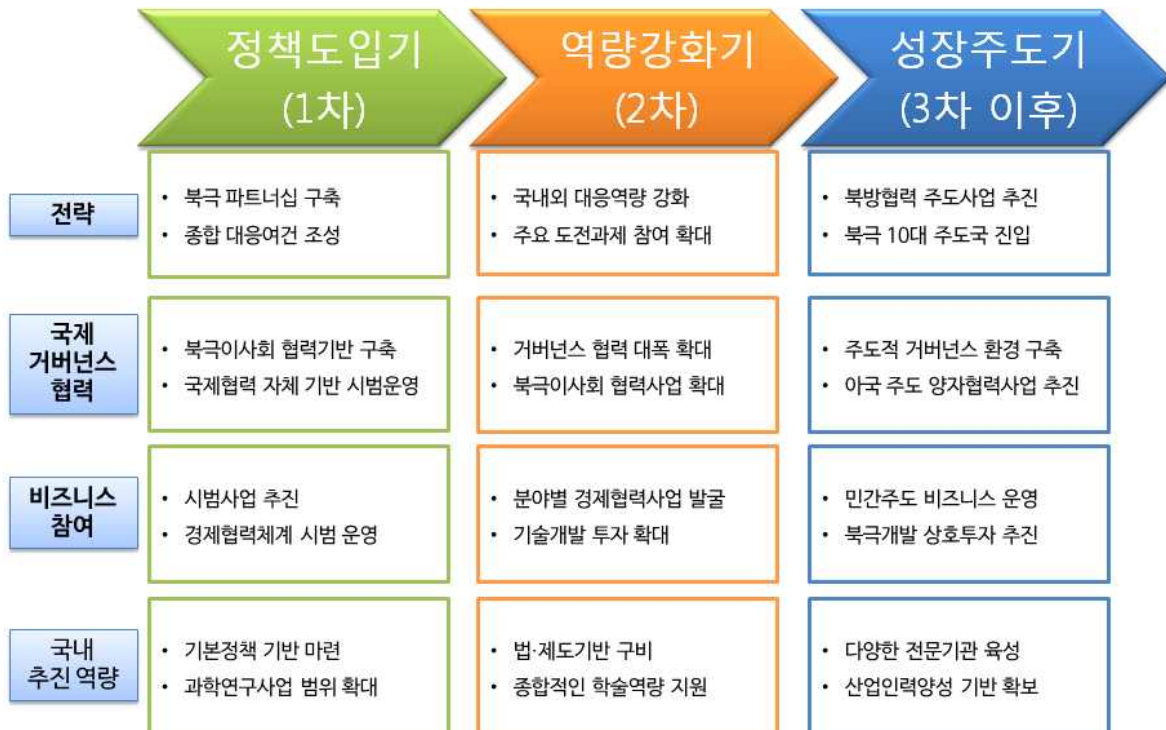 정책도입기
(1차)
역량강화기
(2차)
성장주도기
(3차 이후)
전략
• 북극 파트너십 구축
• 종합 대응여건 조성
• 국내외 대응역량 강화
• 주요 도전과제 참여 확대
• 북방협력 주도사업 추진
• 북극 10대 주도국 진입
국제
거버넌스
협력
• 북극이사회 협력기반 구축
• 국제협력 자체 기반 시범운영
• 거버넌스 협력 대폭 확대
• 북극이사회 협력사업 확대
• 주도적 거버넌스 환경 구축
• 아국 주도 양자협력사업 추진
비즈니스
참여
• 시범사업 추진
• 경제협력체계 시범 운영
• 분야별 경제협력사업 발굴
• 기술개발 투자 확대
• 민간주도 비즈니스 운영
• 북극개발 상호투자 추진
국내
추진 역량
• 기본정책 기반 마련
• 과학연구사업 범위 확대
• 법·제도기반 구비
• 종합적인 학술역량 지원
• 다양한 전문기관 육성
• 산업인력양성 기반 확보